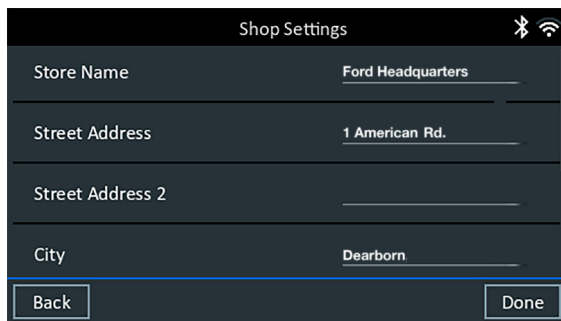 Shop Settings
Store Name Ford Headquarters
Street Address 1 American Rd.
Street Address 2
City Dearborn
Back Done